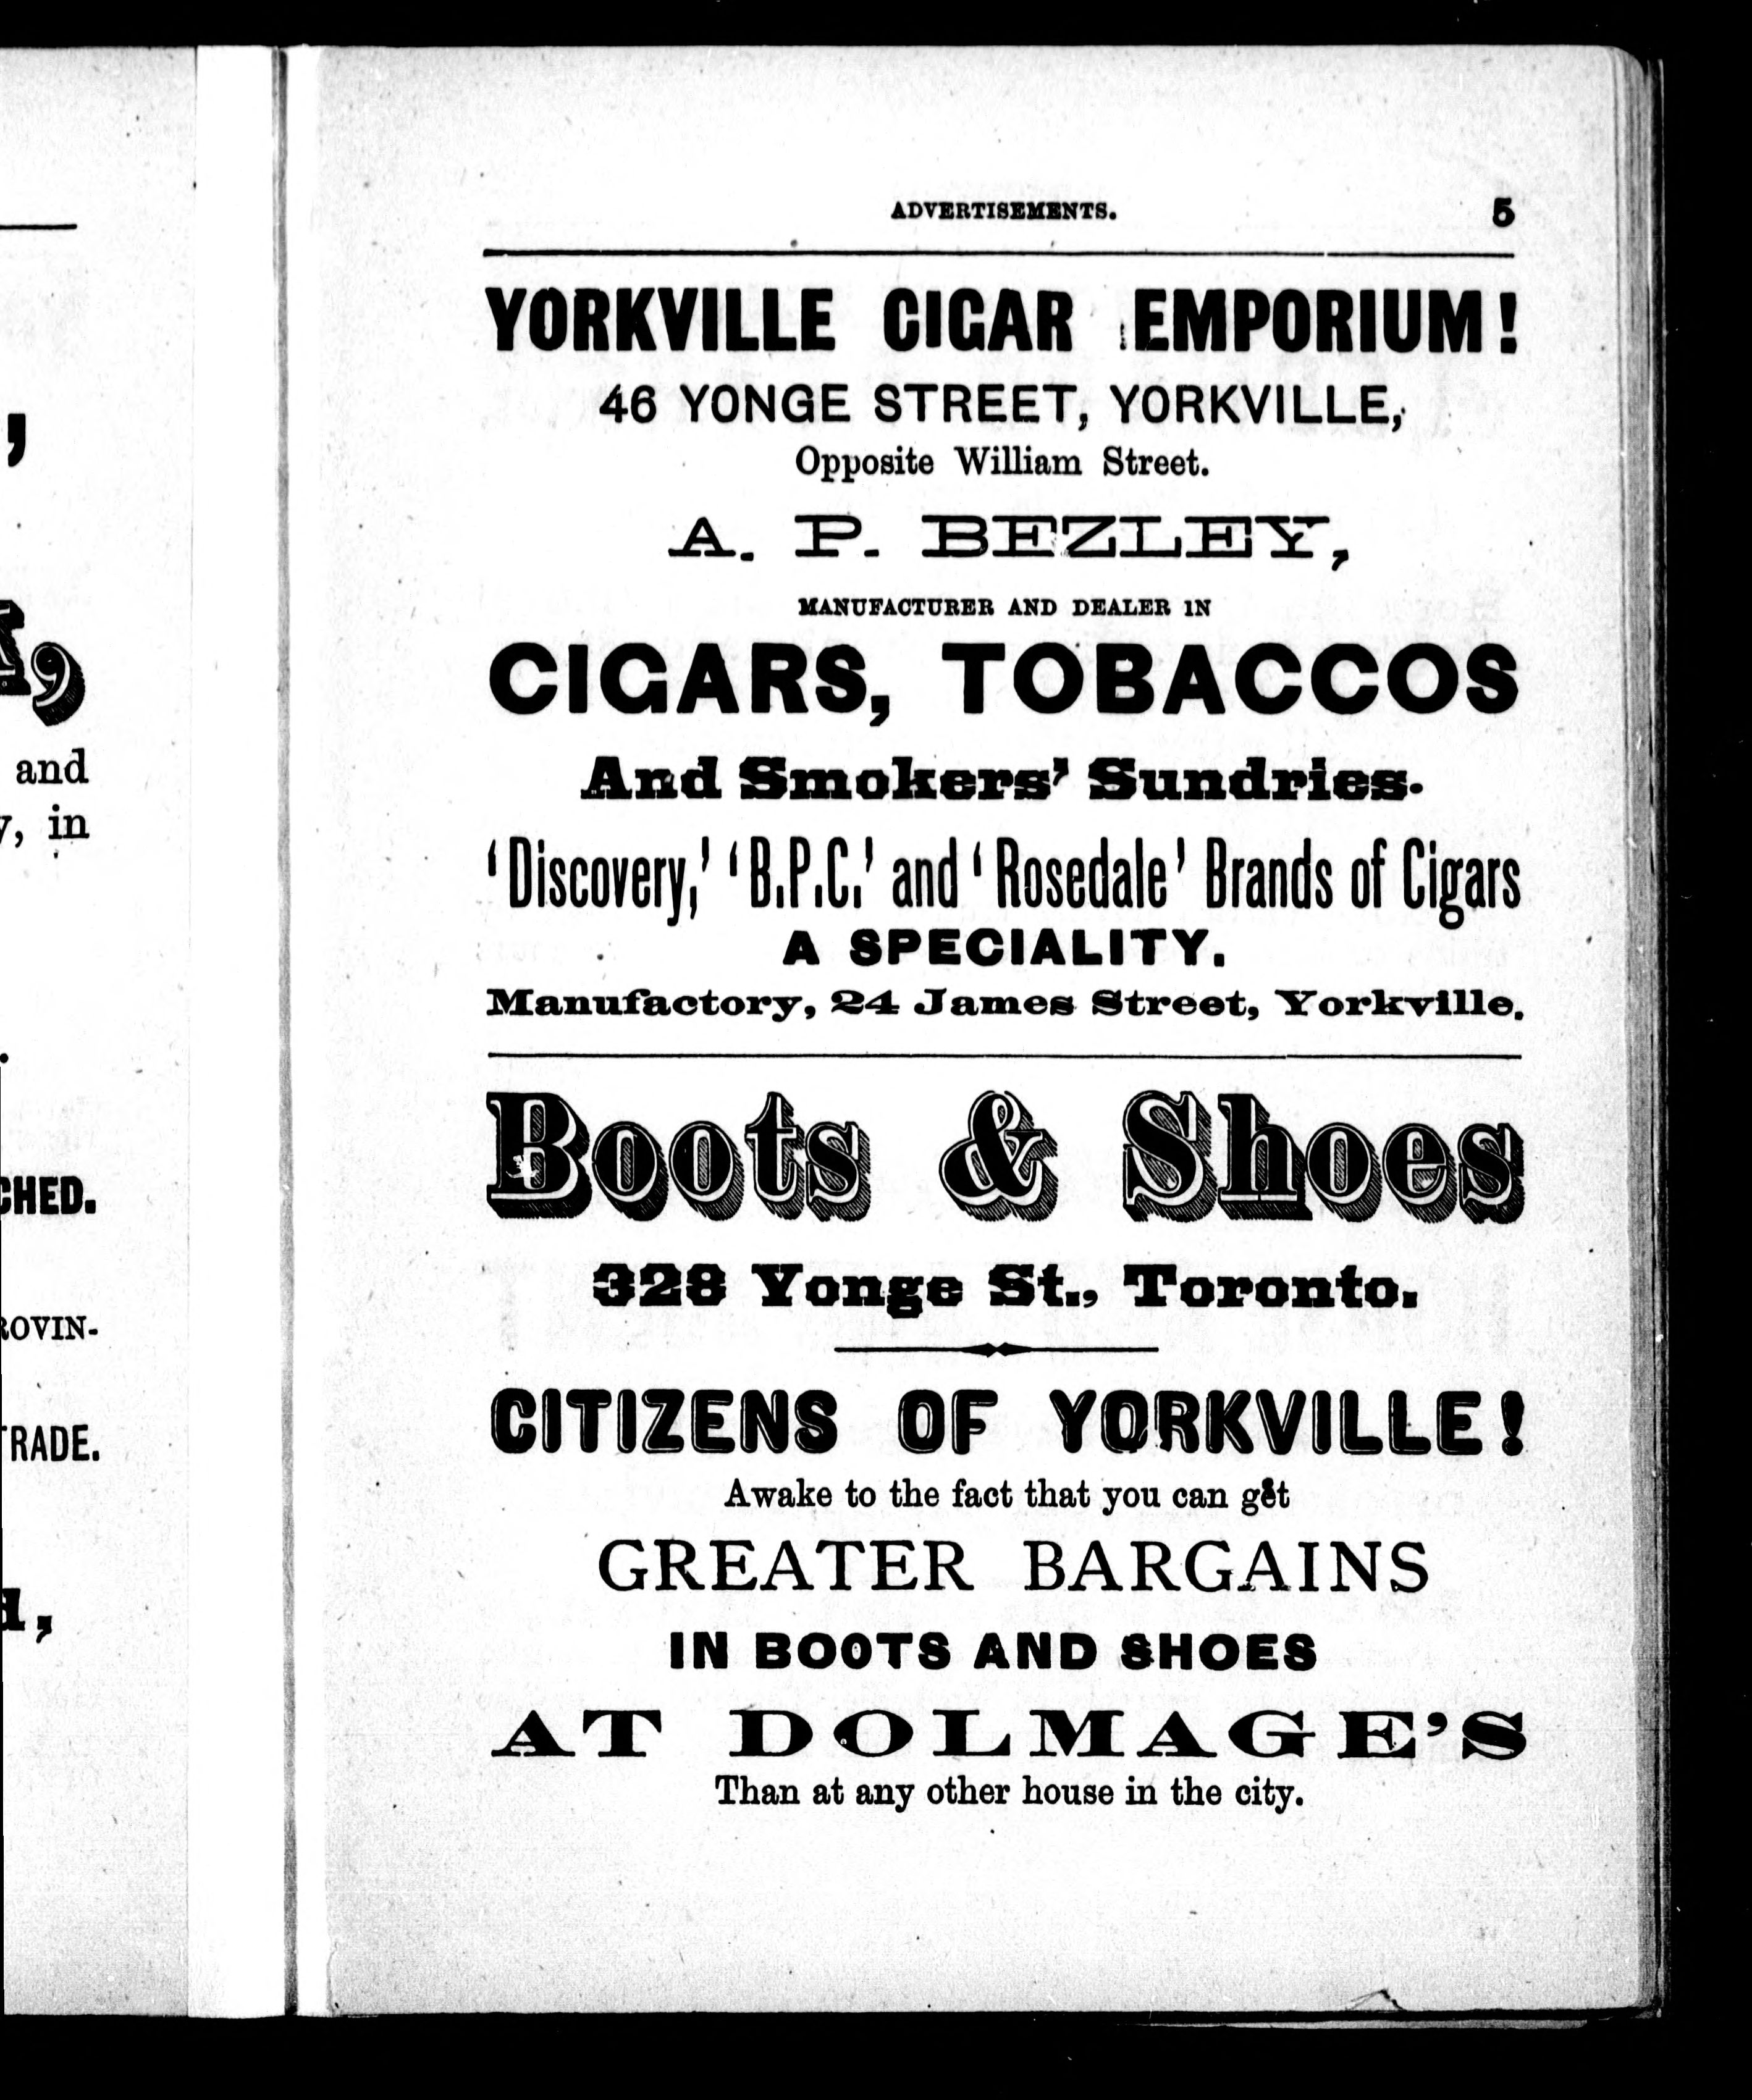 and
in
TRADE.
ADVERTISEMENTS. 5
YORKVILLE CIGAR EMPORIUM!
46 YONGE STREET, YORKVILLE,
Opposite William Street.
A. P. BEZLEY,
MANUFACTURER AND DEALER IN
CIGARS, TOBACCOS
And Smokers' Sundries.
'Discovery,' 'B.P.C.' and 'Rosedale' Brands of Cigars
A SPECIALITY.
Manufactory, 24 James Street, Yorkville.
Boots & Shoes
328 Yonge St., Toronto.
CITIZENS OF YORKVILLE!
Awake to the fact that you can get
GREATER BARGAINS
IN BOOTS AND SHOES
AT DOLMAGE'S
Than at any other house in the city.